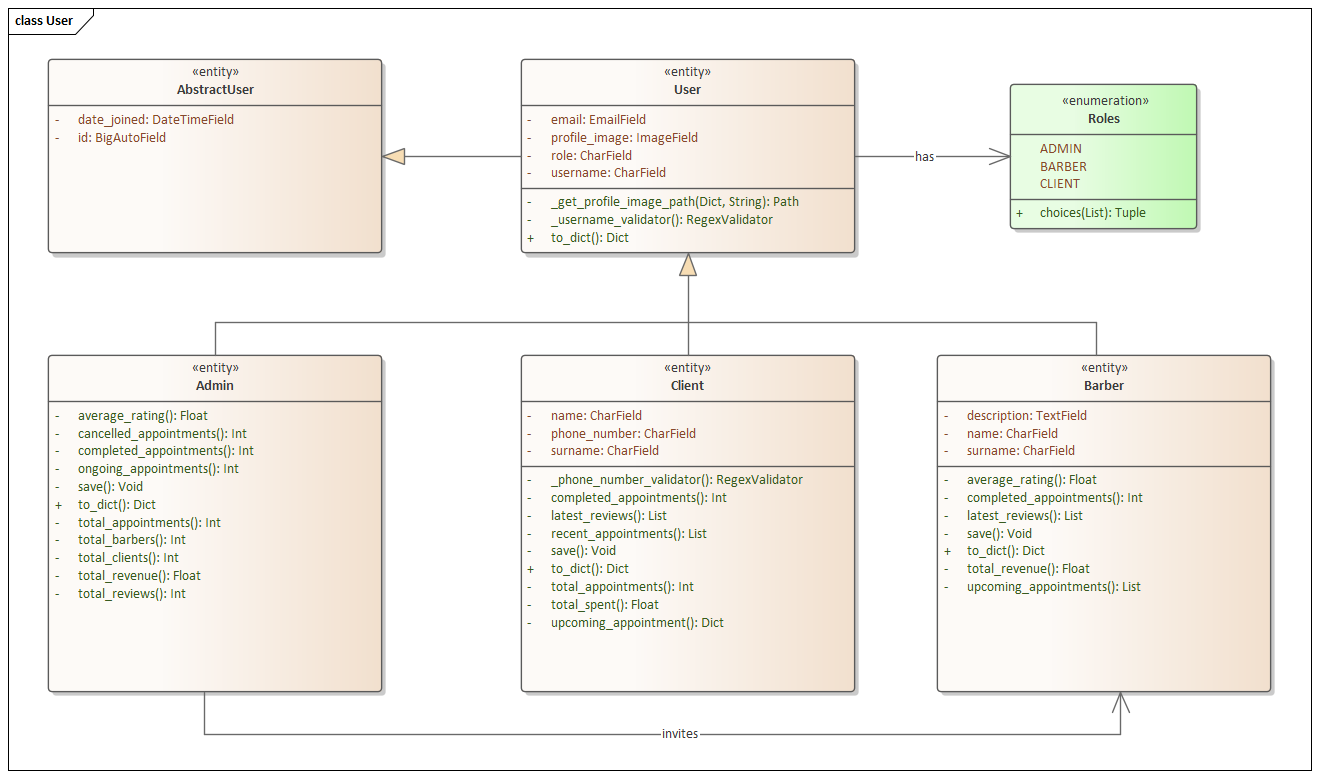 class User
«entity»
AbstractUser
- date_joined: DateTimeField
- id: BigAutoField
«entity»
User
- email: EmailField
- profile_image: ImageField
- role: CharField
- username: CharField
- _get_profile_image_path(Dict, String): Path
- _username_validator(): RegexValidator
+ to_dict(): Dict
has
«enumeration»
Roles
ADMIN
BARBER
CLIENT
+ choices(List): Tuple
«entity»
Admin
- average_rating(): Float
- cancelled_appointments(): Int
- completed_appointments(): Int
- ongoing_appointments(): Int
- save(): Void
+ to_dict(): Dict
- total_appointments(): Int
- total_barbers(): Int
- total_clients(): Int
- total_revenue(): Float
- total_reviews(): Int
«entity»
Client
- name: CharField
- phone_number: CharField
- surname: CharField
- _phone_number_validator(): RegexValidator
- completed_appointments(): Int
- latest_reviews(): List
- recent_appointments(): List
- save(): Void
+ to_dict(): Dict
- total_appointments(): Int
- total_spent(): Float
- upcoming_appointment(): Dict
«entity»
Barber
- description: TextField
- name: CharField
- surname: CharField
- average_rating(): Float
- completed_appointments(): Int
- latest_reviews(): List
- save(): Void
+ to_dict(): Dict
- total_revenue(): Float
- upcoming_appointments(): List
invites